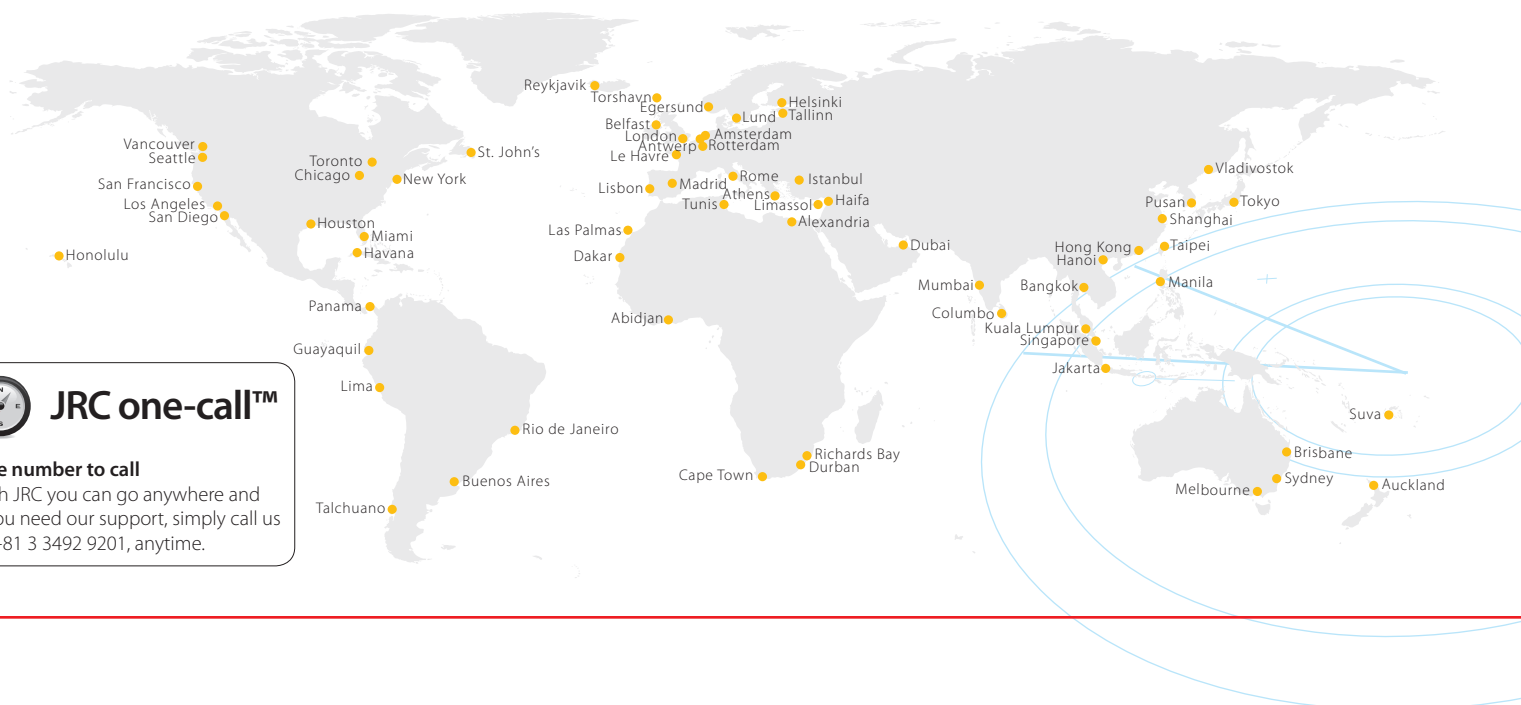 Reykjavik
Torshavn
Egersund
Helsinki
Tallinn
Lund
Belfast
London
Amsterdam
Antwerp
Rotterdam
Le Havre
Vancouver
Seattle
Toronto
Chicago
St. John's
New York
San Francisco
Los Angeles
San Diego
Houston
Miami
Havana
Honolulu
Lisbon
Madrid
Rome
Athens
Istanbul
Tunis
Limassol
Haifa
Alexandria
Las Palmas
Dakar
Dubai
Vladivostok
Pusan
Tokyo
Shanghai
Hong Kong
Taipei
Hanoi
Mumbai
Bangkok
Manila
Columbo
Kuala Lumpur
Singapore
Jakarta
Panama
Abidjan
Guayaquil
Lima
Rio de Janeiro
Buenos Aires
Talchuano
Cape Town
Richards Bay
Durban
Suva
Brisbane
Sydney
Melbourne
Auckland
N
E
S
JRC one-call™
e number to call
h JRC you can go anywhere and
ou need our support, simply call us
81 3 3492 9201, anytime.